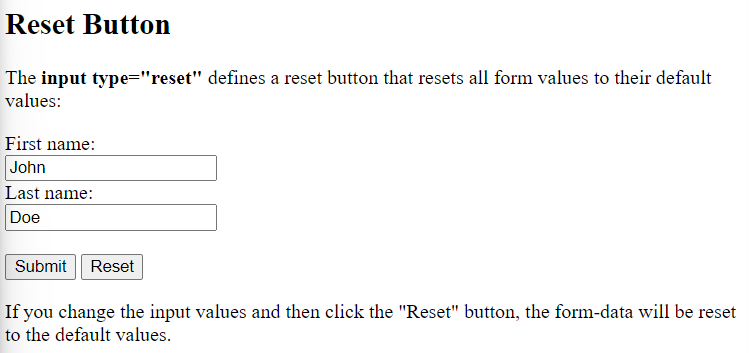 Reset Button
The input type="reset" defines a reset button that resets all form values to their default
values:
First name:
John
Last name:
Doe
Submit Reset
If you change the input values and then click the "Reset" button, the form-data will be reset
to the default values.